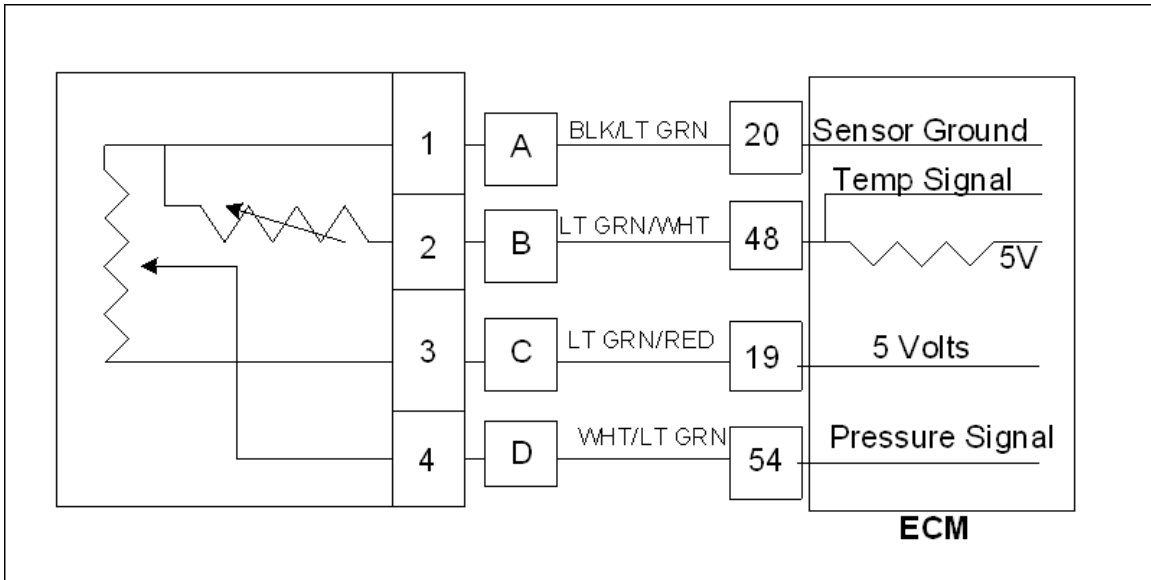 1 A BLK/LT GRN 20 Sensor Ground
Temp Signal
2 B LT GRN/WHT 48 5V
3 C LT GRN/RED 19 5 Volts
4 D WHT/LT GRN 54 Pressure Signal
ECM